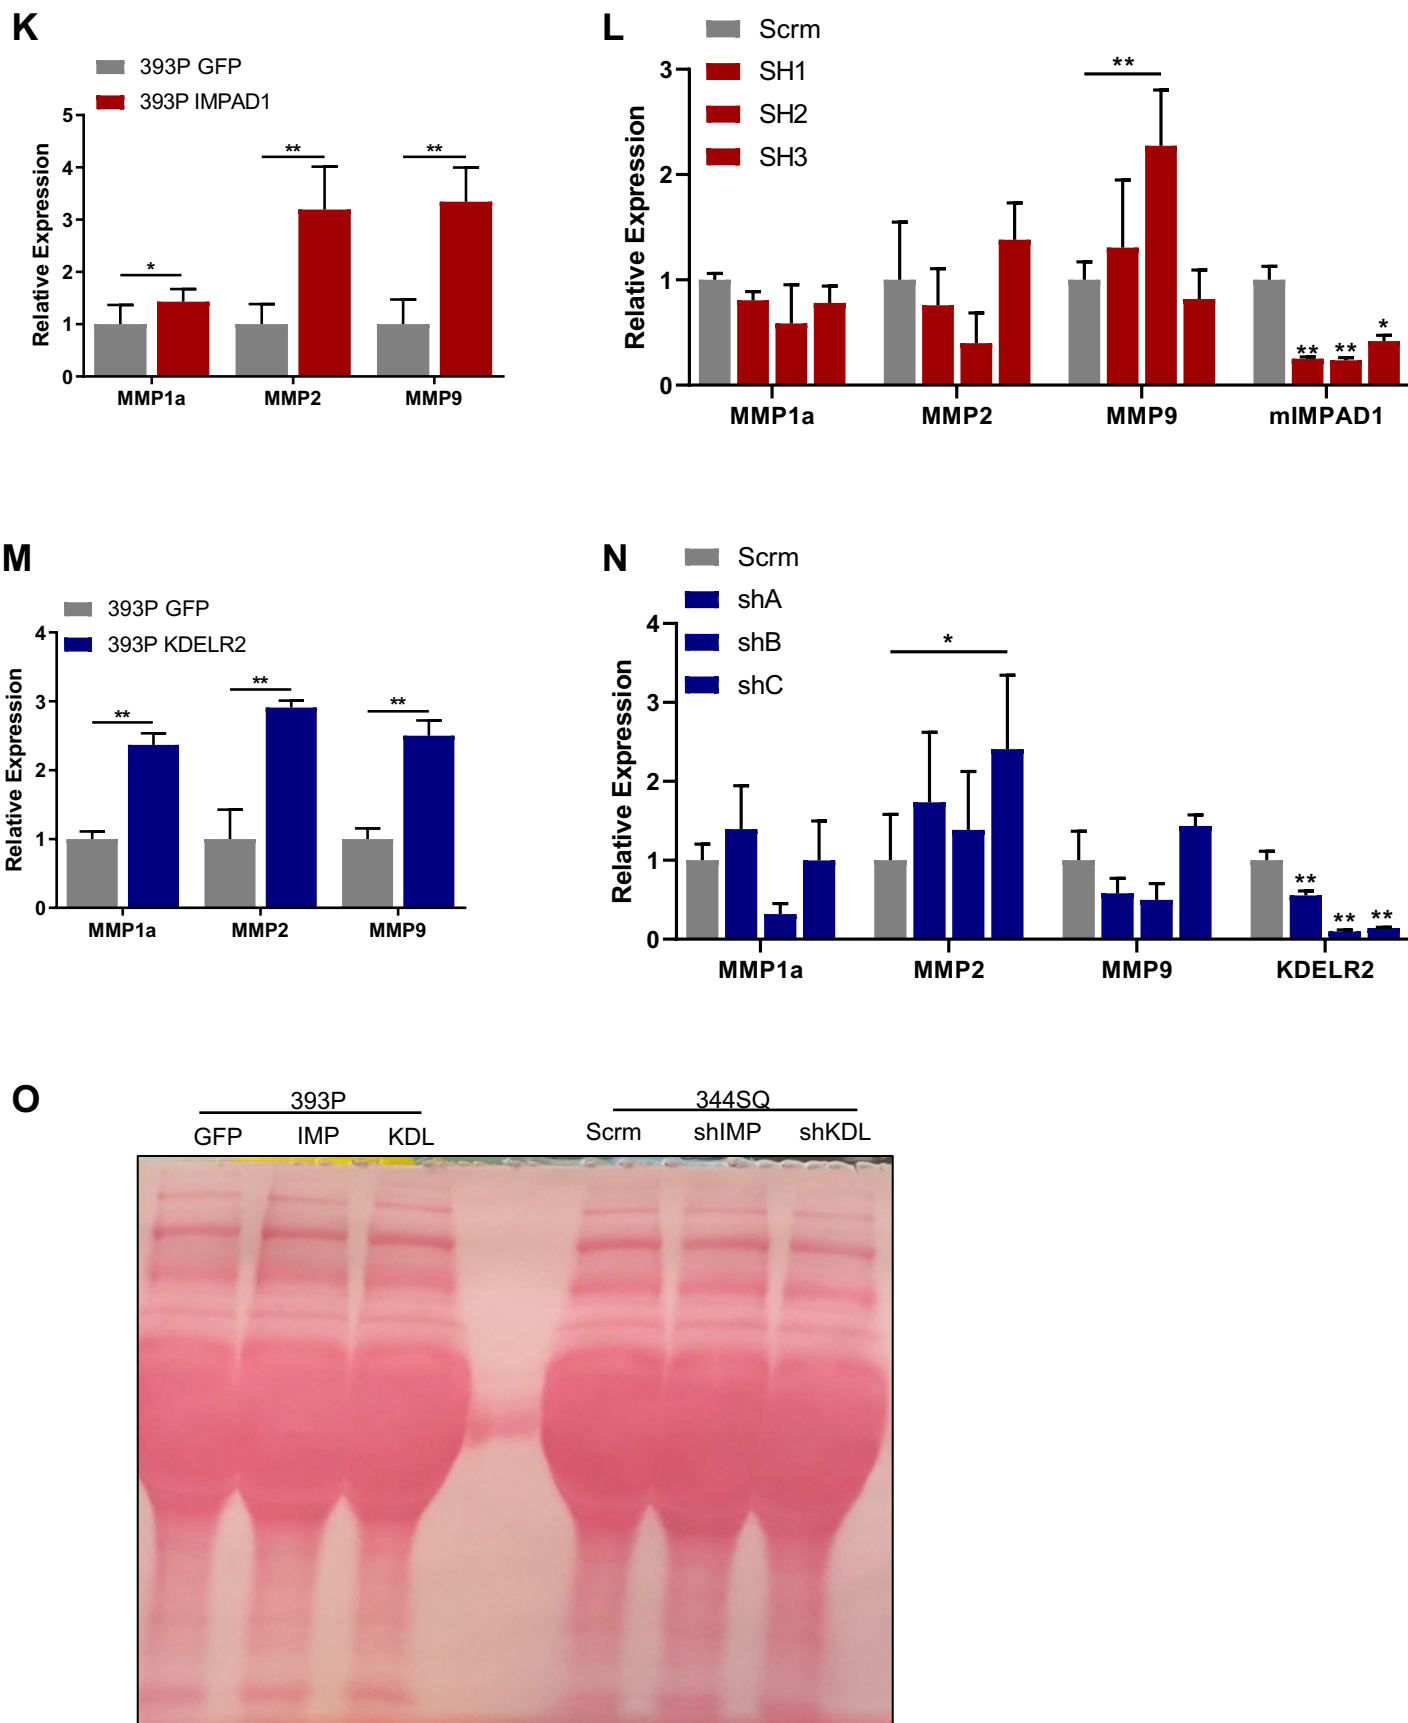 K
393P GFP
393P IMPAD1
Relative Expression
5
4
3
2
1
0
*
**
**
MMP1a MMP2 MMP9
L
Scrm
SH1
SH2
SH3
Relative Expression
3
2
1
0
**
** ** *
MMP1a MMP2 MMP9 mIMPAD1
M
393P GFP
393P KDELR2
Relative Expression
4
3
2
1
0
**
**
**
MMP1a MMP2 MMP9
N
Scrm
shA
shB
shC
Relative Expression
4
3
2
1
0
*
** ** **
MMP1a MMP2 MMP9 KDELR2
O
393P 344SQ
GFP IMP KDL Scrm shIMP shKDL